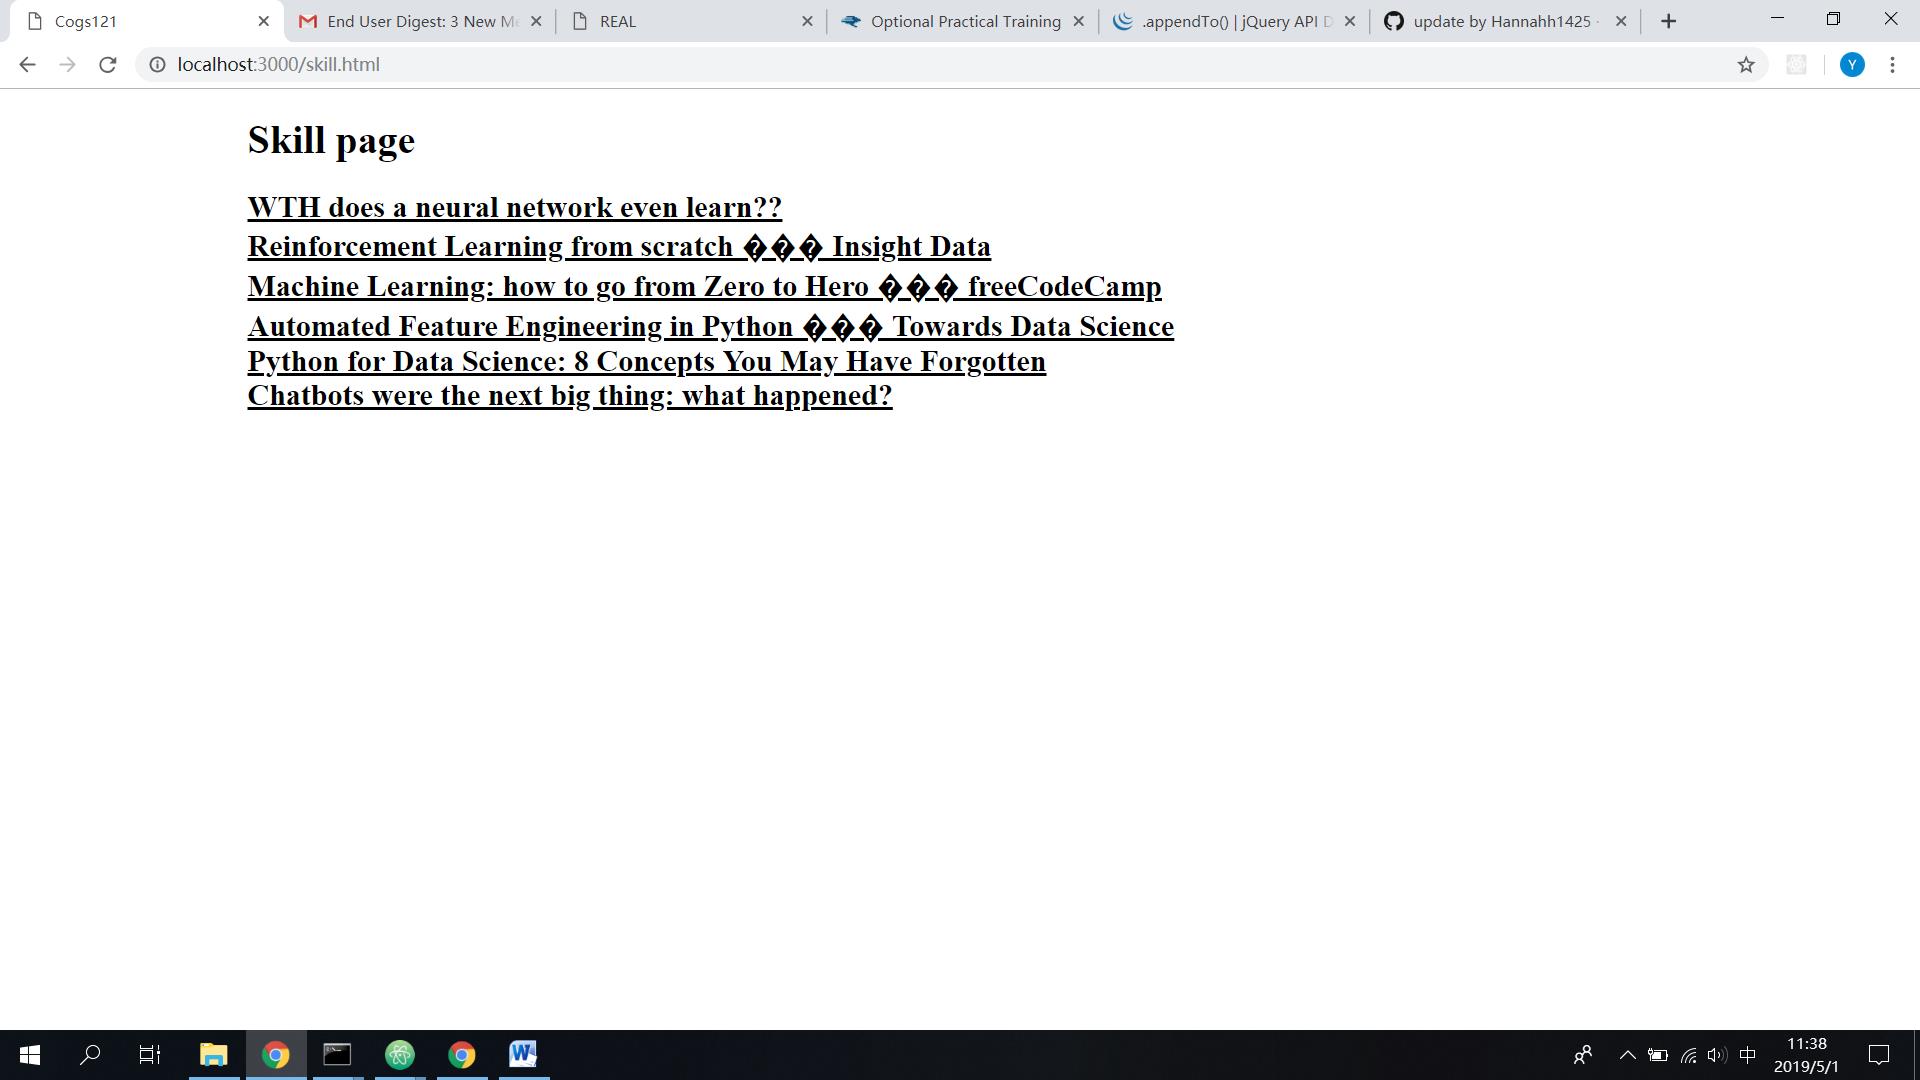 Cogs121
End User Digest: 3 New Me
REAL
Optional Practical Training
.appendTo() | jQuery API D
update by Hannahh1425 ·
localhost:3000/skill.html
Y
Skill page
WTH does a neural network even learn??
Reinforcement Learning from scratch ��� Insight Data
Machine Learning: how to go from Zero to Hero ��� freeCodeCamp
Automated Feature Engineering in Python ��� Towards Data Science
Python for Data Science: 8 Concepts You May Have Forgotten
Chatbots were the next big thing: what happened?
中
11:38
2019/5/1